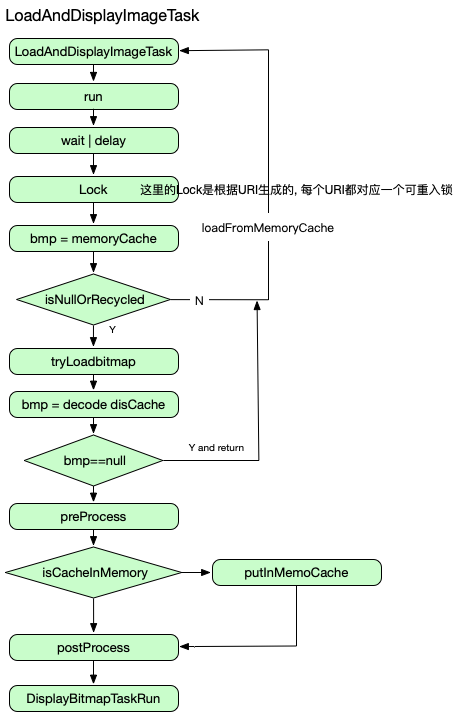 LoadAndDisplayImageTask
LoadAndDisplayImageTask
run
wait | delay
Lock
这里的Lock是根据URI生成的, 每个URI都对应一个可重入锁
loadFromMemoryCache
bmp = memoryCache
isNullOrRecycled
N
Y
tryLoadbitmap
bmp = decode disCache
Y and return
bmp==null
preProcess
isCacheInMemory
putInMemoCache
postProcess
DisplayBitmapTaskRun